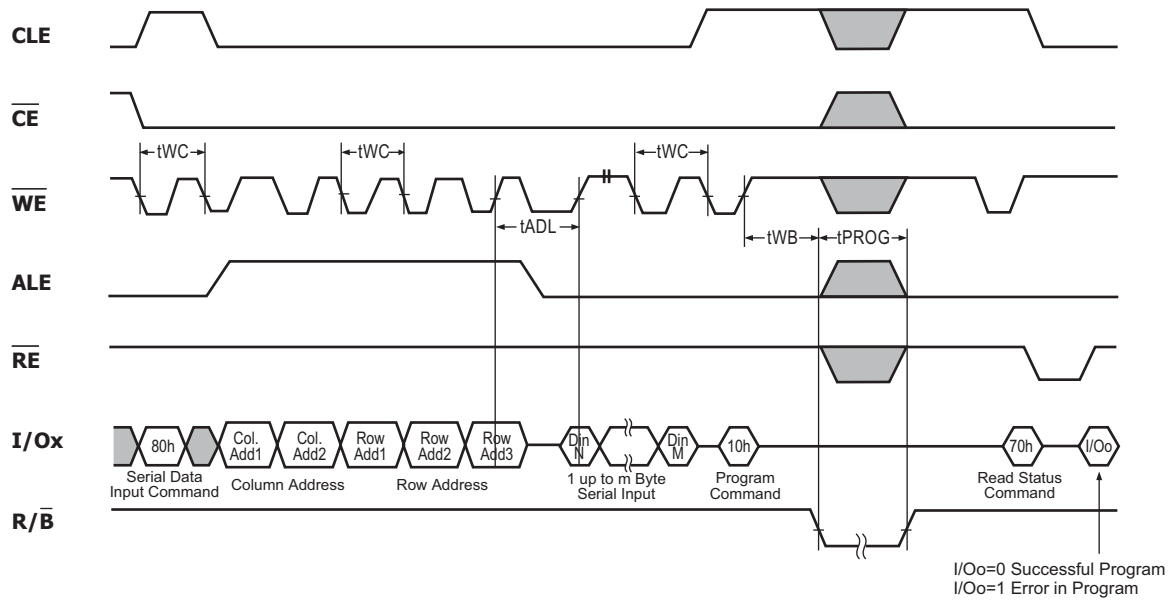 CLE
CE
tWC
tWC
tWC
WE
tADL
tWB
tPROG
ALE
RE
I/Ox
80h
Col.
Add1
Col.
Add2
Row
Add1
Row
Add2
Row
Add3
Din
N
Din
M
10h
70h
I/Oo
Serial Data
Input Command
Column Address
Row Address
1 up to m Byte
Serial Input
Program
Command
Read Status
Command
R/B
I/Oo=0 Successful Program
I/Oo=1 Error in Program